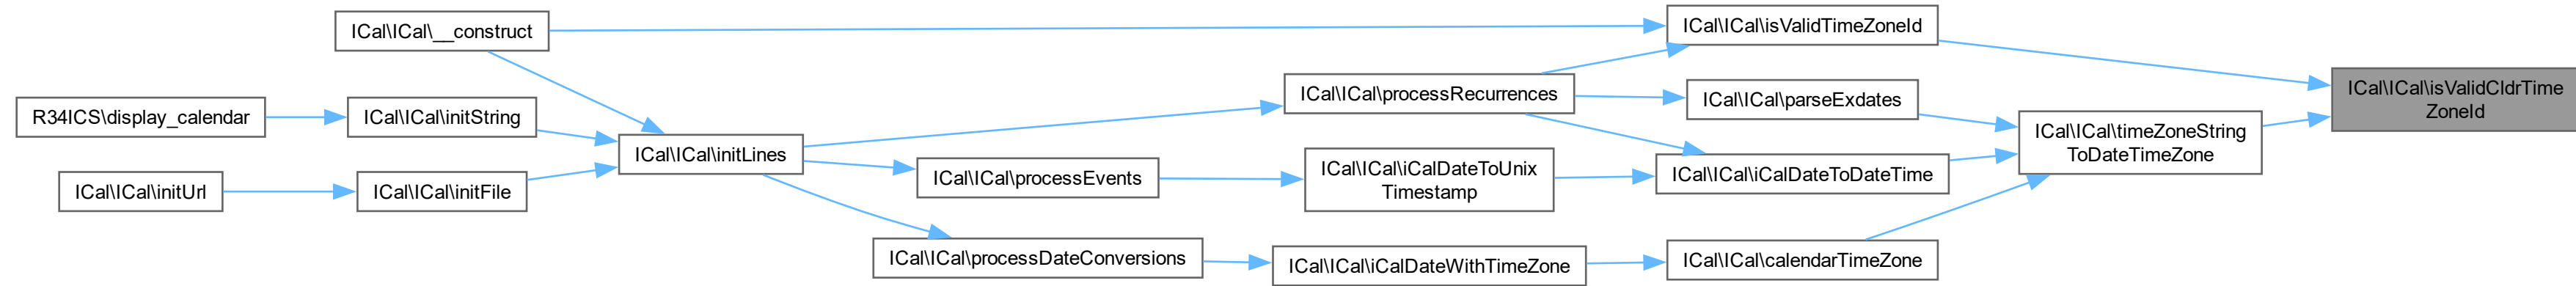 ICal\ICal\__construct
R34ICS\display_calendar
ICal\ICal\initString
ICal\ICal\initUrl
ICal\ICal\initFile
ICal\ICal\initLines
ICal\ICal\processRecurrences
ICal\ICal\processEvents
ICal\ICal\processDateConversions
ICal\ICal\iCalDateToUnix
Timestamp
ICal\ICal\iCalDateWithTimeZone
ICal\ICal\isValidTimeZoneId
ICal\ICal\parseExdates
ICal\ICal\iCalDateToDateTime
ICal\ICal\calendarTimeZone
ICal\ICal\timeZoneString
ToDateTimeZone
ICal\ICal\isValidCldrTime
ZoneId